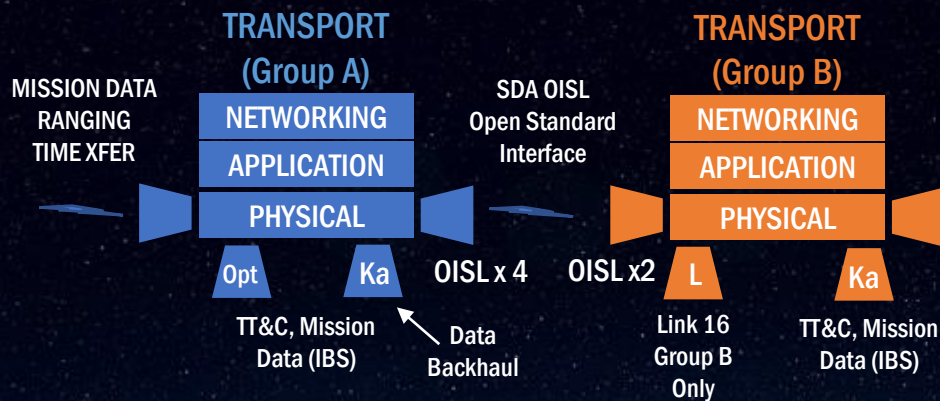 TRANSPORT
(Group A)
MISSION DATA
RANGING
TIME XFER
NETWORKING
APPLICATION
PHYSICAL
Opt
Ka
OISL x 4
TT&C, Mission
Data (IBS)
Data
Backhaul
SDA OISL
Open Standard
Interface
TRANSPORT
(Group B)
NETWORKING
APPLICATION
PHYSICAL
OISL x2
L
Ka
Link 16
Group B
Only
TT&C, Mission
Data (IBS)